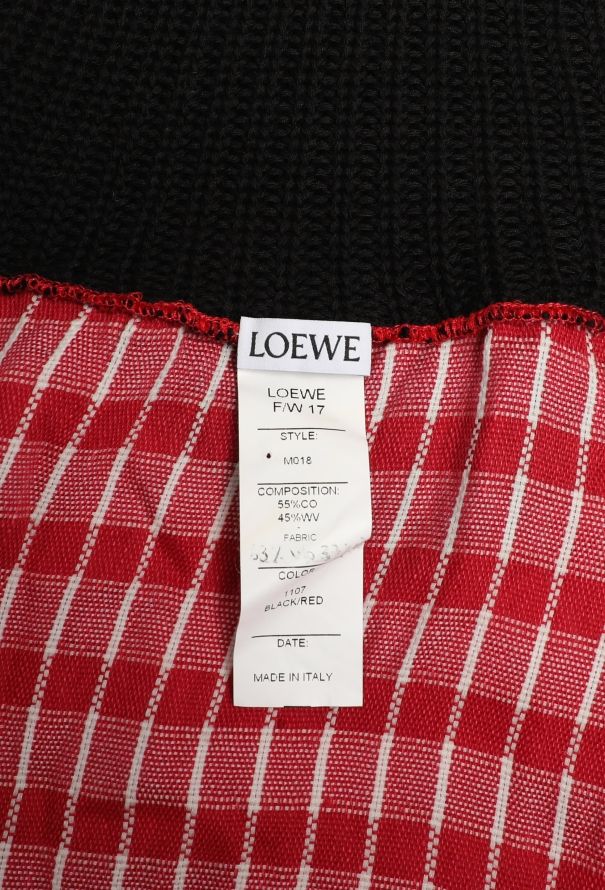 LOEWE
LOEWE
F/W 17
STYLE:
M018
COMPOSITION:
55%CO
45%WV
FABRIC
COLOR
1107
BLACK/RED
DATE:
MADE IN ITALY